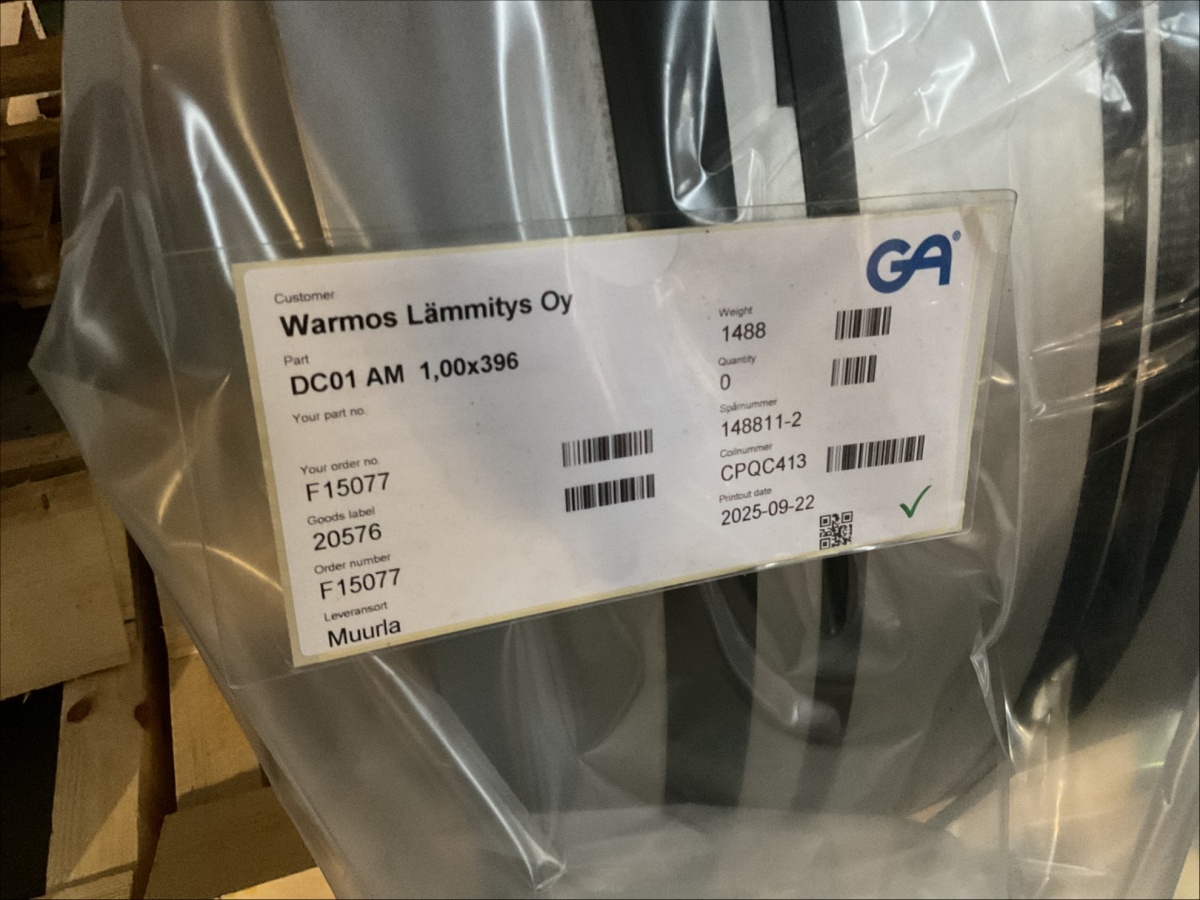 GA®
Customer
Warmos Lämmitys Oy
Part
DC01 AM 1,00x396
Your part no.
Your order no.
F15077
Goods label
20576
Order number
F15077
Leveransort
Muurla
Weight
1488
Quantity
0
Spårnummer
148811-2
Coilnummer
CPQC413
Printout date
2025-09-22